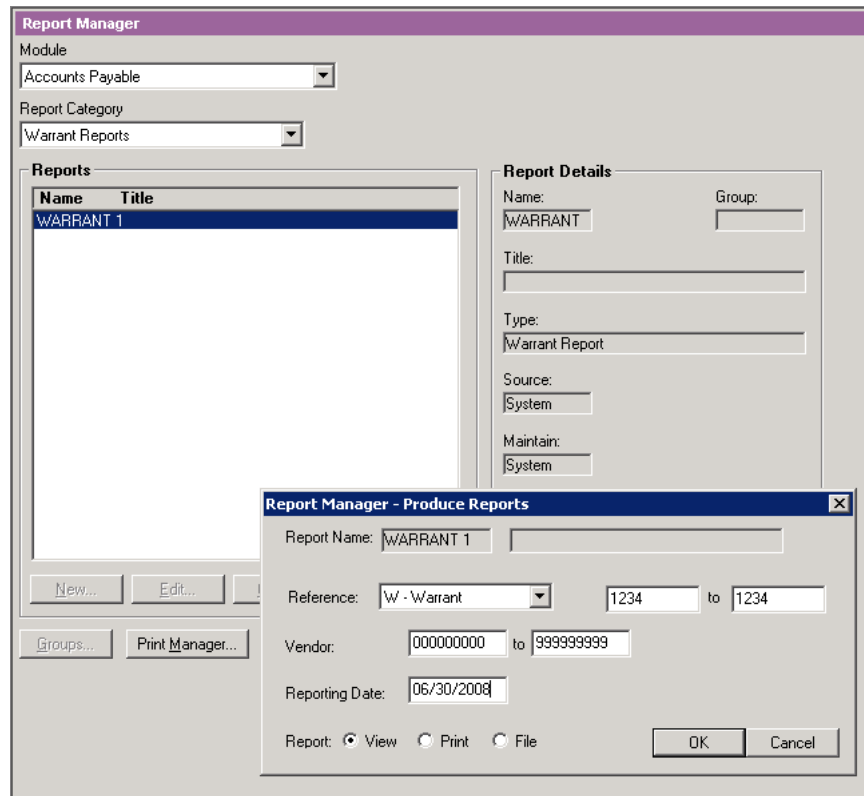 Report Manager
Module
Accounts Payable
Report Category
Warrant Reports
Reports
Name Title
WARRANT 1
New... Edit...
Groups... Print Manager...
Report Details
Name: Group:
WARRANT
Title:
Type:
Warrant Report
Source:
System
Maintain:
System
Report Manager - Produce Reports
Report Name: WARRANT 1
Reference: W - Warrant 1234 to 1234
Vendor: 000000000 to 999999999
Reporting Date: 06/30/2008
Report: View Print File OK Cancel